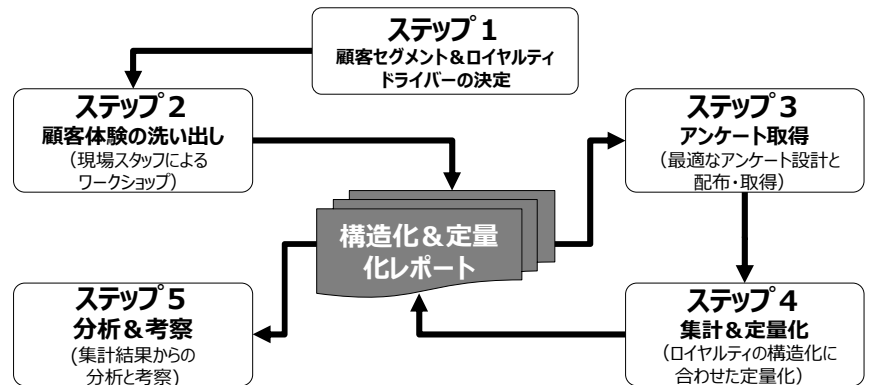 ステップ1
顧客セグメント&ロイヤルティ
ドライバーの決定
ステップ2
顧客体験の洗い出し
(現場スタッフによる
ワークショップ)
ステップ3
アンケート取得
(最適なアンケート設計と
配布・取得)
構造化&定量
化レポート
ステップ5
分析&考察
(集計結果からの
分析と考察)
ステップ4
集計&定量化
(ロイヤルティの構造化に
合わせた定量化)